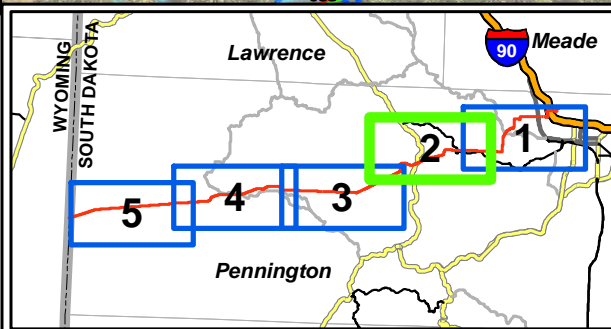 Lawrence
90
Meade
WYOMING
SOUTH DAKOTA
1
2
3
4
5
Pennington